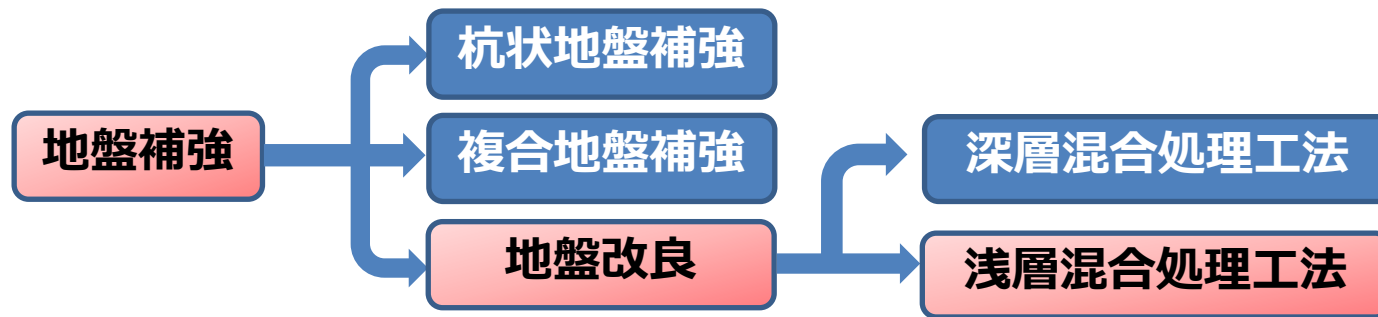 地盤補強
杭状地盤補強
複合地盤補強
地盤改良
深層混合処理工法
浅層混合処理工法